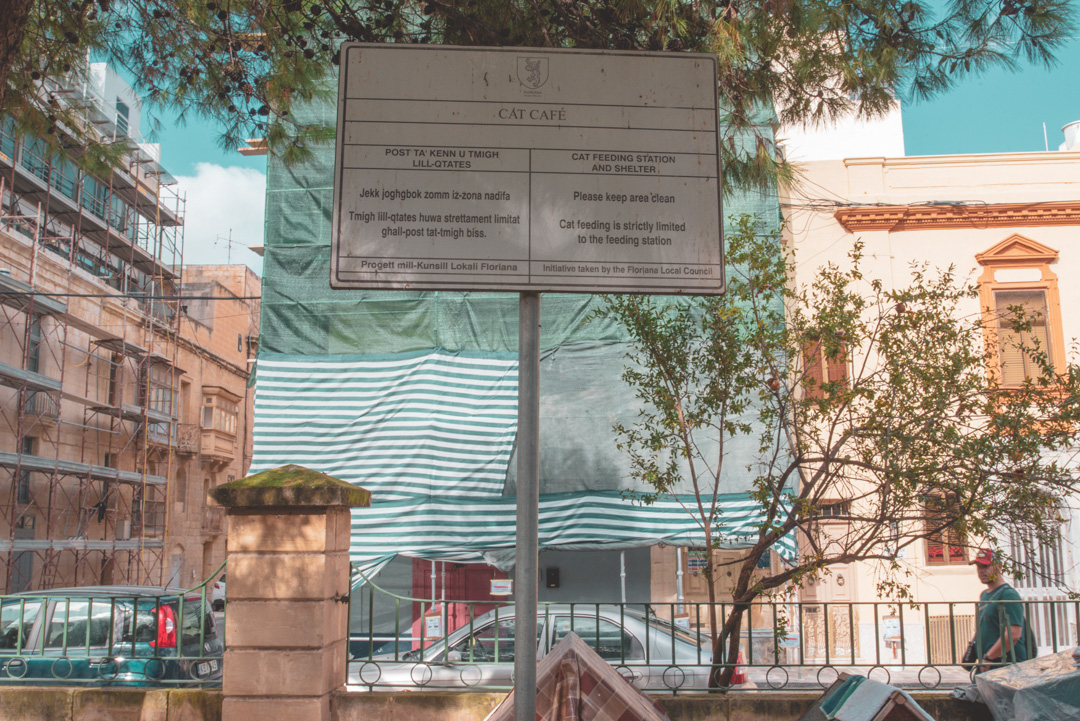 CÂT CAFÉ
POST TA' KENN U TMIGH
LILL-QTATES
Jekk joghgbok zomm iz-zona nadifa
Tmigh lill-qtates huwa strettament limitat
ghall-post tat-tmigh biss.
Progett mill-Kunsill Lokali Floriana
CAT FEEDING STATION
AND SHELTER
Please keep area clean
Cat feeding is strictly limited
to the feeding station
Initiative taken by the Floriana Local Council